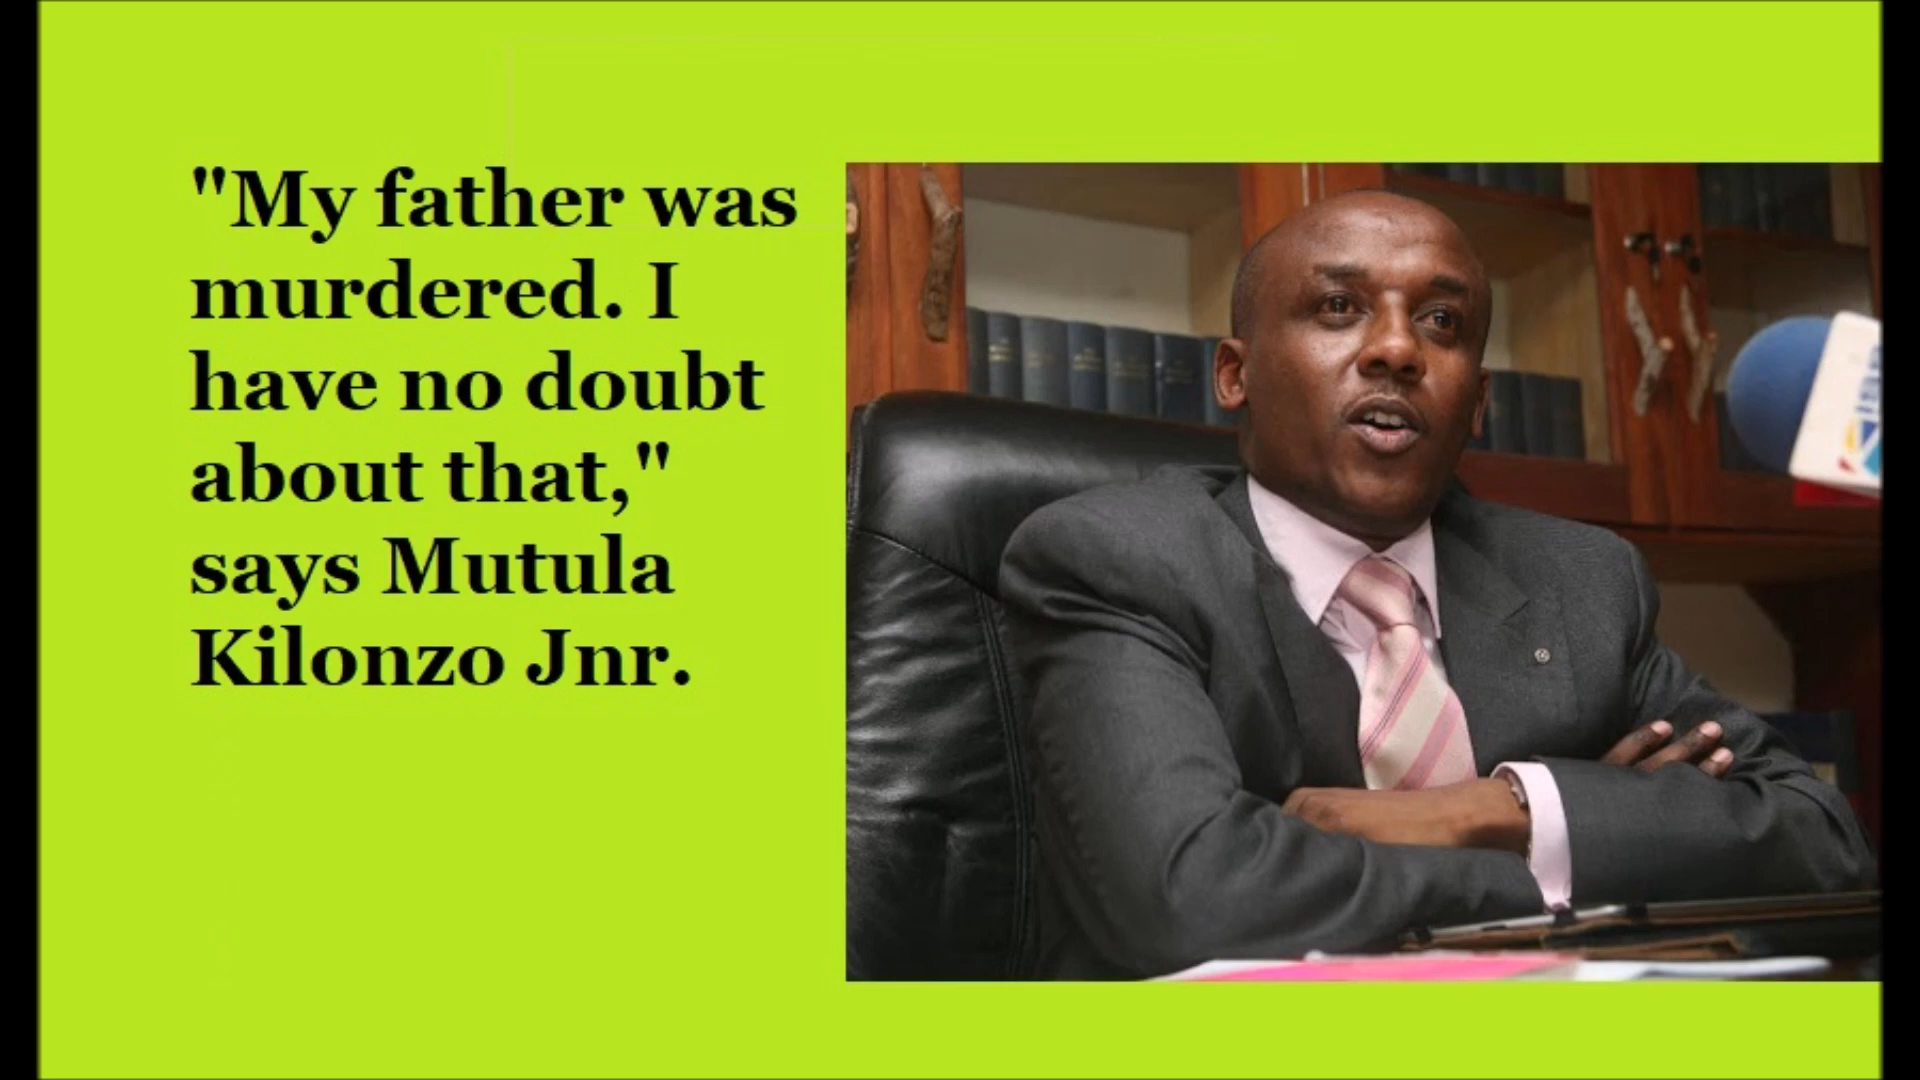 "My father was
murdered. I
have no doubt
about that,"
says Mutula
Kilonzo Jnr.